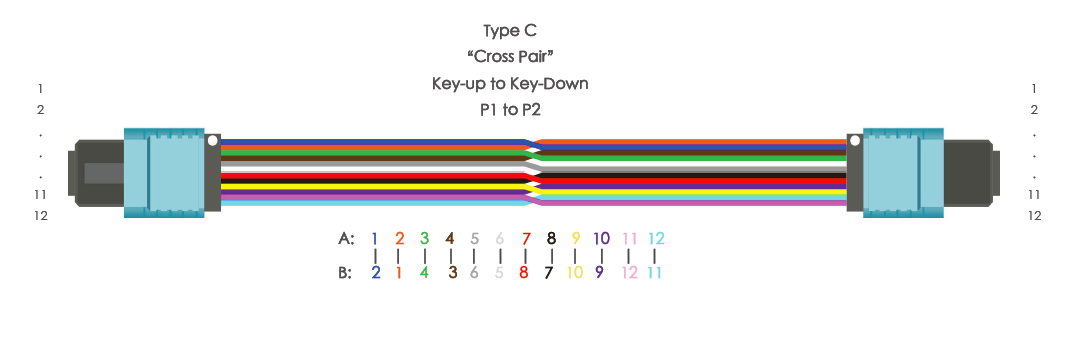 Type C
“Cross Pair”
Key-up to Key-Down
P1 to P2
1
2
.
.
.
11
12
1
2
.
.
.
11
12
A: 1 2 3 4 5 6 7 8 9 10 11 12
B: 2 1 4 3 6 5 8 7 10 9 12 11